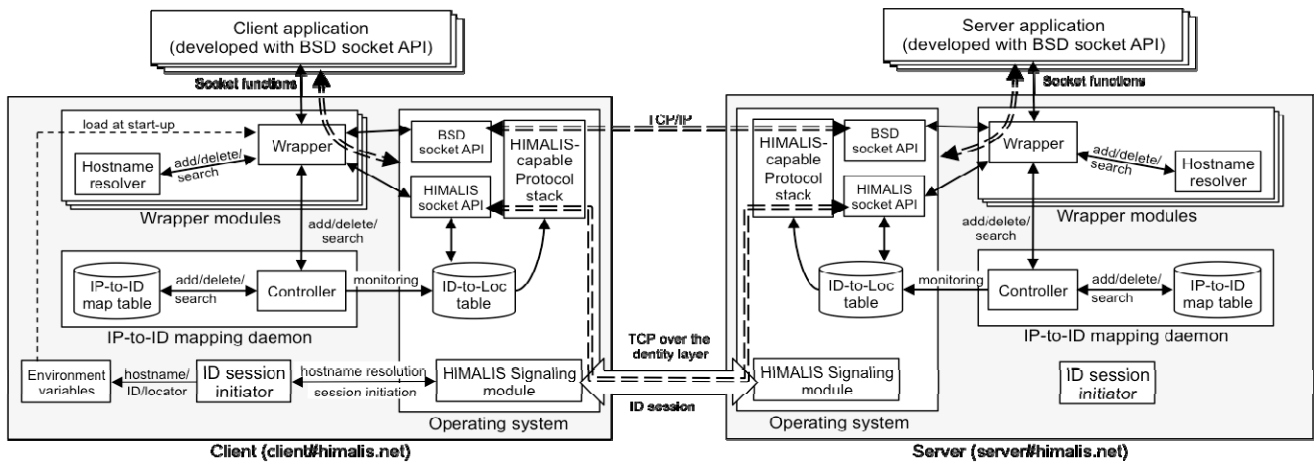 Client application
(developed with BSD socket API)
Socket functions
load at start-up
Wrapper
Hostname
resolver
add/delete/
search
Wrapper modules
BSD
socket API
HIMALIS
socket API
HIMALIS-
capable
Protocol
stack
add/delete/
search
IP-to-ID
map table
add/delete/
search
Controller
monitoring
ID-to-Loc
table
IP-to-ID mapping daemon
Environment
variables
hostname/
ID/locator
ID session
initiator
hostname resolution
session initiation
HIMALIS Signaling
module
Operating system
Client (client#himalis.net)
TCP/IP
TCP over the
dentity layer
ID session
Server application
(developed with BSD socket API)
Socket functions
HIMALIS-
capable
Protocol
stack
BSD
socket API
HIMALIS
socket API
Wrapper
add/delete/
search
Hostname
resolver
Wrapper modules
add/delete/
search
ID-to-Loc
table
monitoring
Controller
add/delete/
search
IP-to-ID
map table
IP-to-ID mapping daemon
HIMALIS Signaling
module
ID session
initiator
Operating system
Server (server#himalis.net)